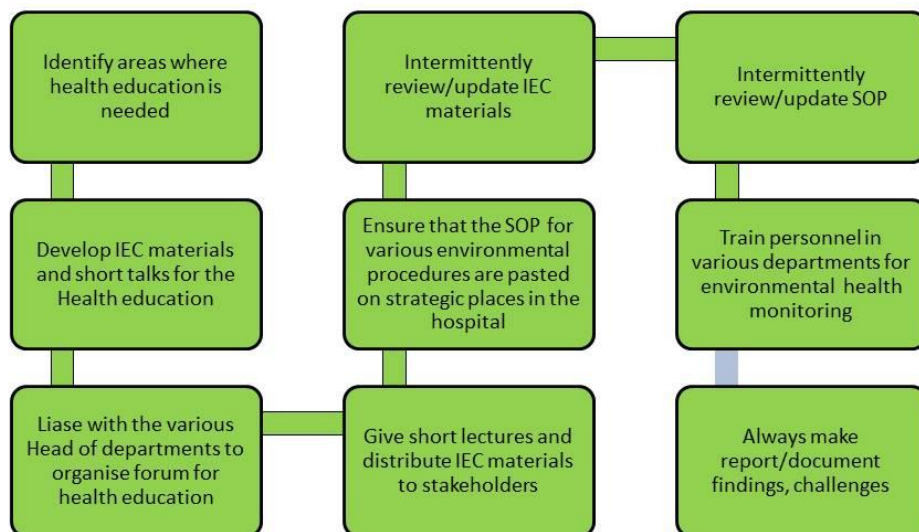 Identify areas where
health education is
needed
Develop IEC materials
and short talks for the
Health education
Liase with the various
Head of departments to
organise forum for
health education
Give short lectures and
distribute IEC materials
to stakeholders
Ensure that the SOP for
various environmental
procedures are pasted
on strategic places in the
hospital
Intermittently
review/update IEC
materials
Intermittently
review/update SOP
Train personnel in
various departments for
environmental health
monitoring
Always make
report/document
findings, challenges